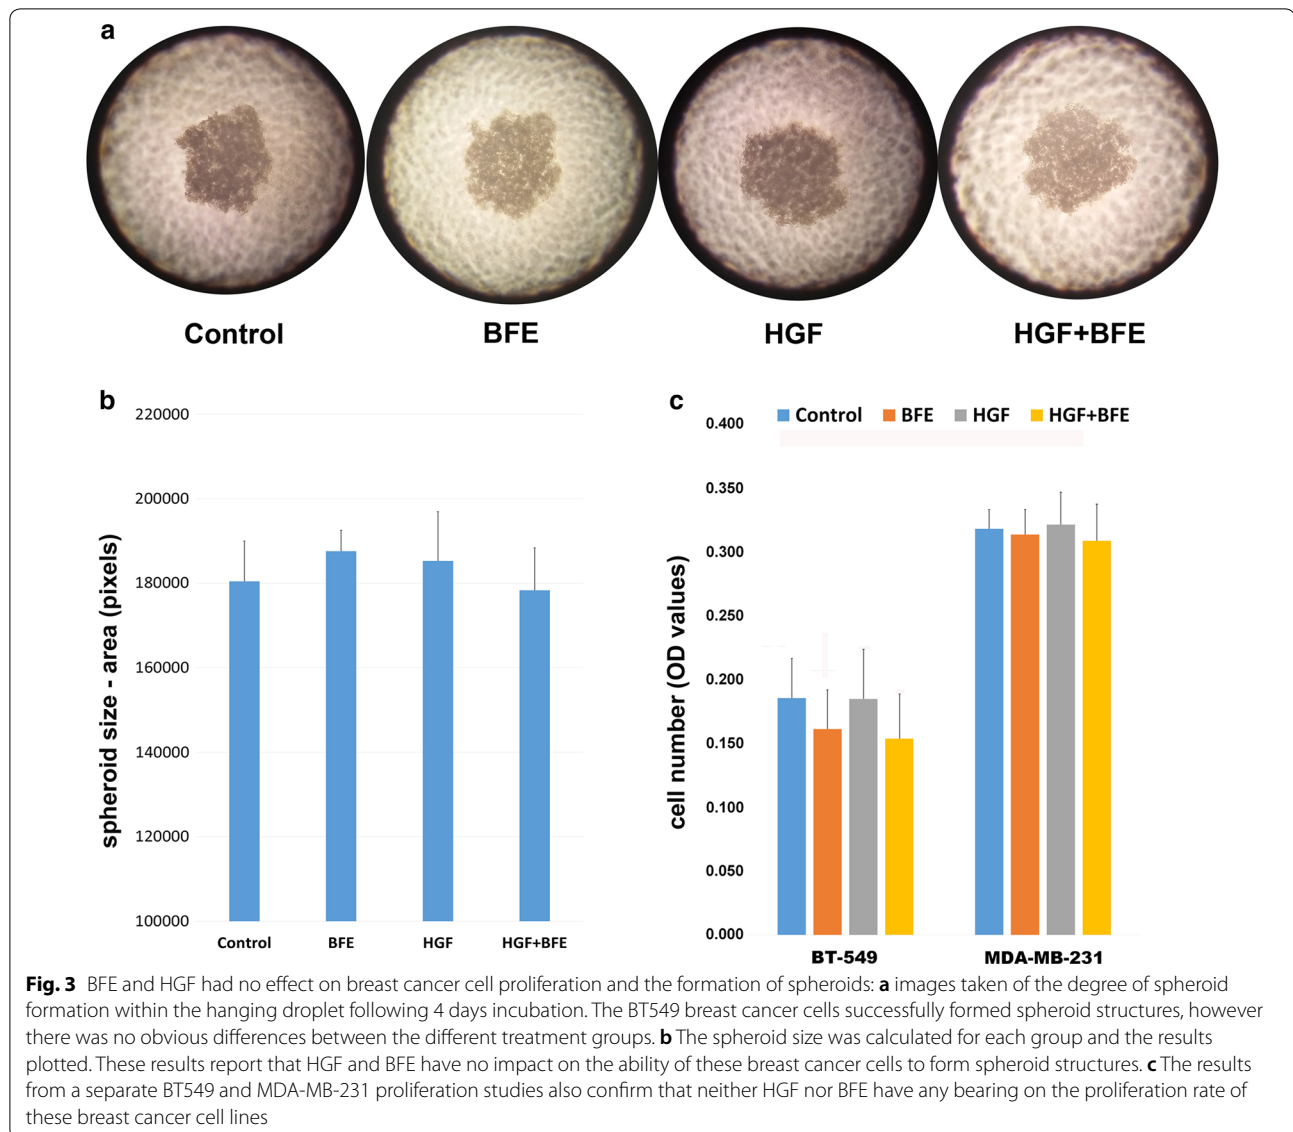 a
Control
BFE
HGF
HGF+BFE
b
220000
200000
180000
160000
140000
120000
100000
spheroid size - area (pixels)
Control
BFE
HGF
HGF+BFE
c
Control
BFE
HGF
HGF+BFE
0.400
0.350
0.300
0.250
0.200
0.150
0.100
0.050
0.000
cell number (OD values)
BT-549
MDA-MB-231
Fig. 3 BFE and HGF had no effect on breast cancer cell proliferation and the formation of spheroids: a images taken of the degree of spheroid
formation within the hanging droplet following 4 days incubation. The BT549 breast cancer cells successfully formed spheroid structures, however
there was no obvious differences between the different treatment groups. b The spheroid size was calculated for each group and the results
plotted. These results report that HGF and BFE have no impact on the ability of these breast cancer cells to form spheroid structures. c The results
from a separate BT549 and MDA-MB-231 proliferation studies also confirm that neither HGF nor BFE have any bearing on the proliferation rate of
these breast cancer cell lines